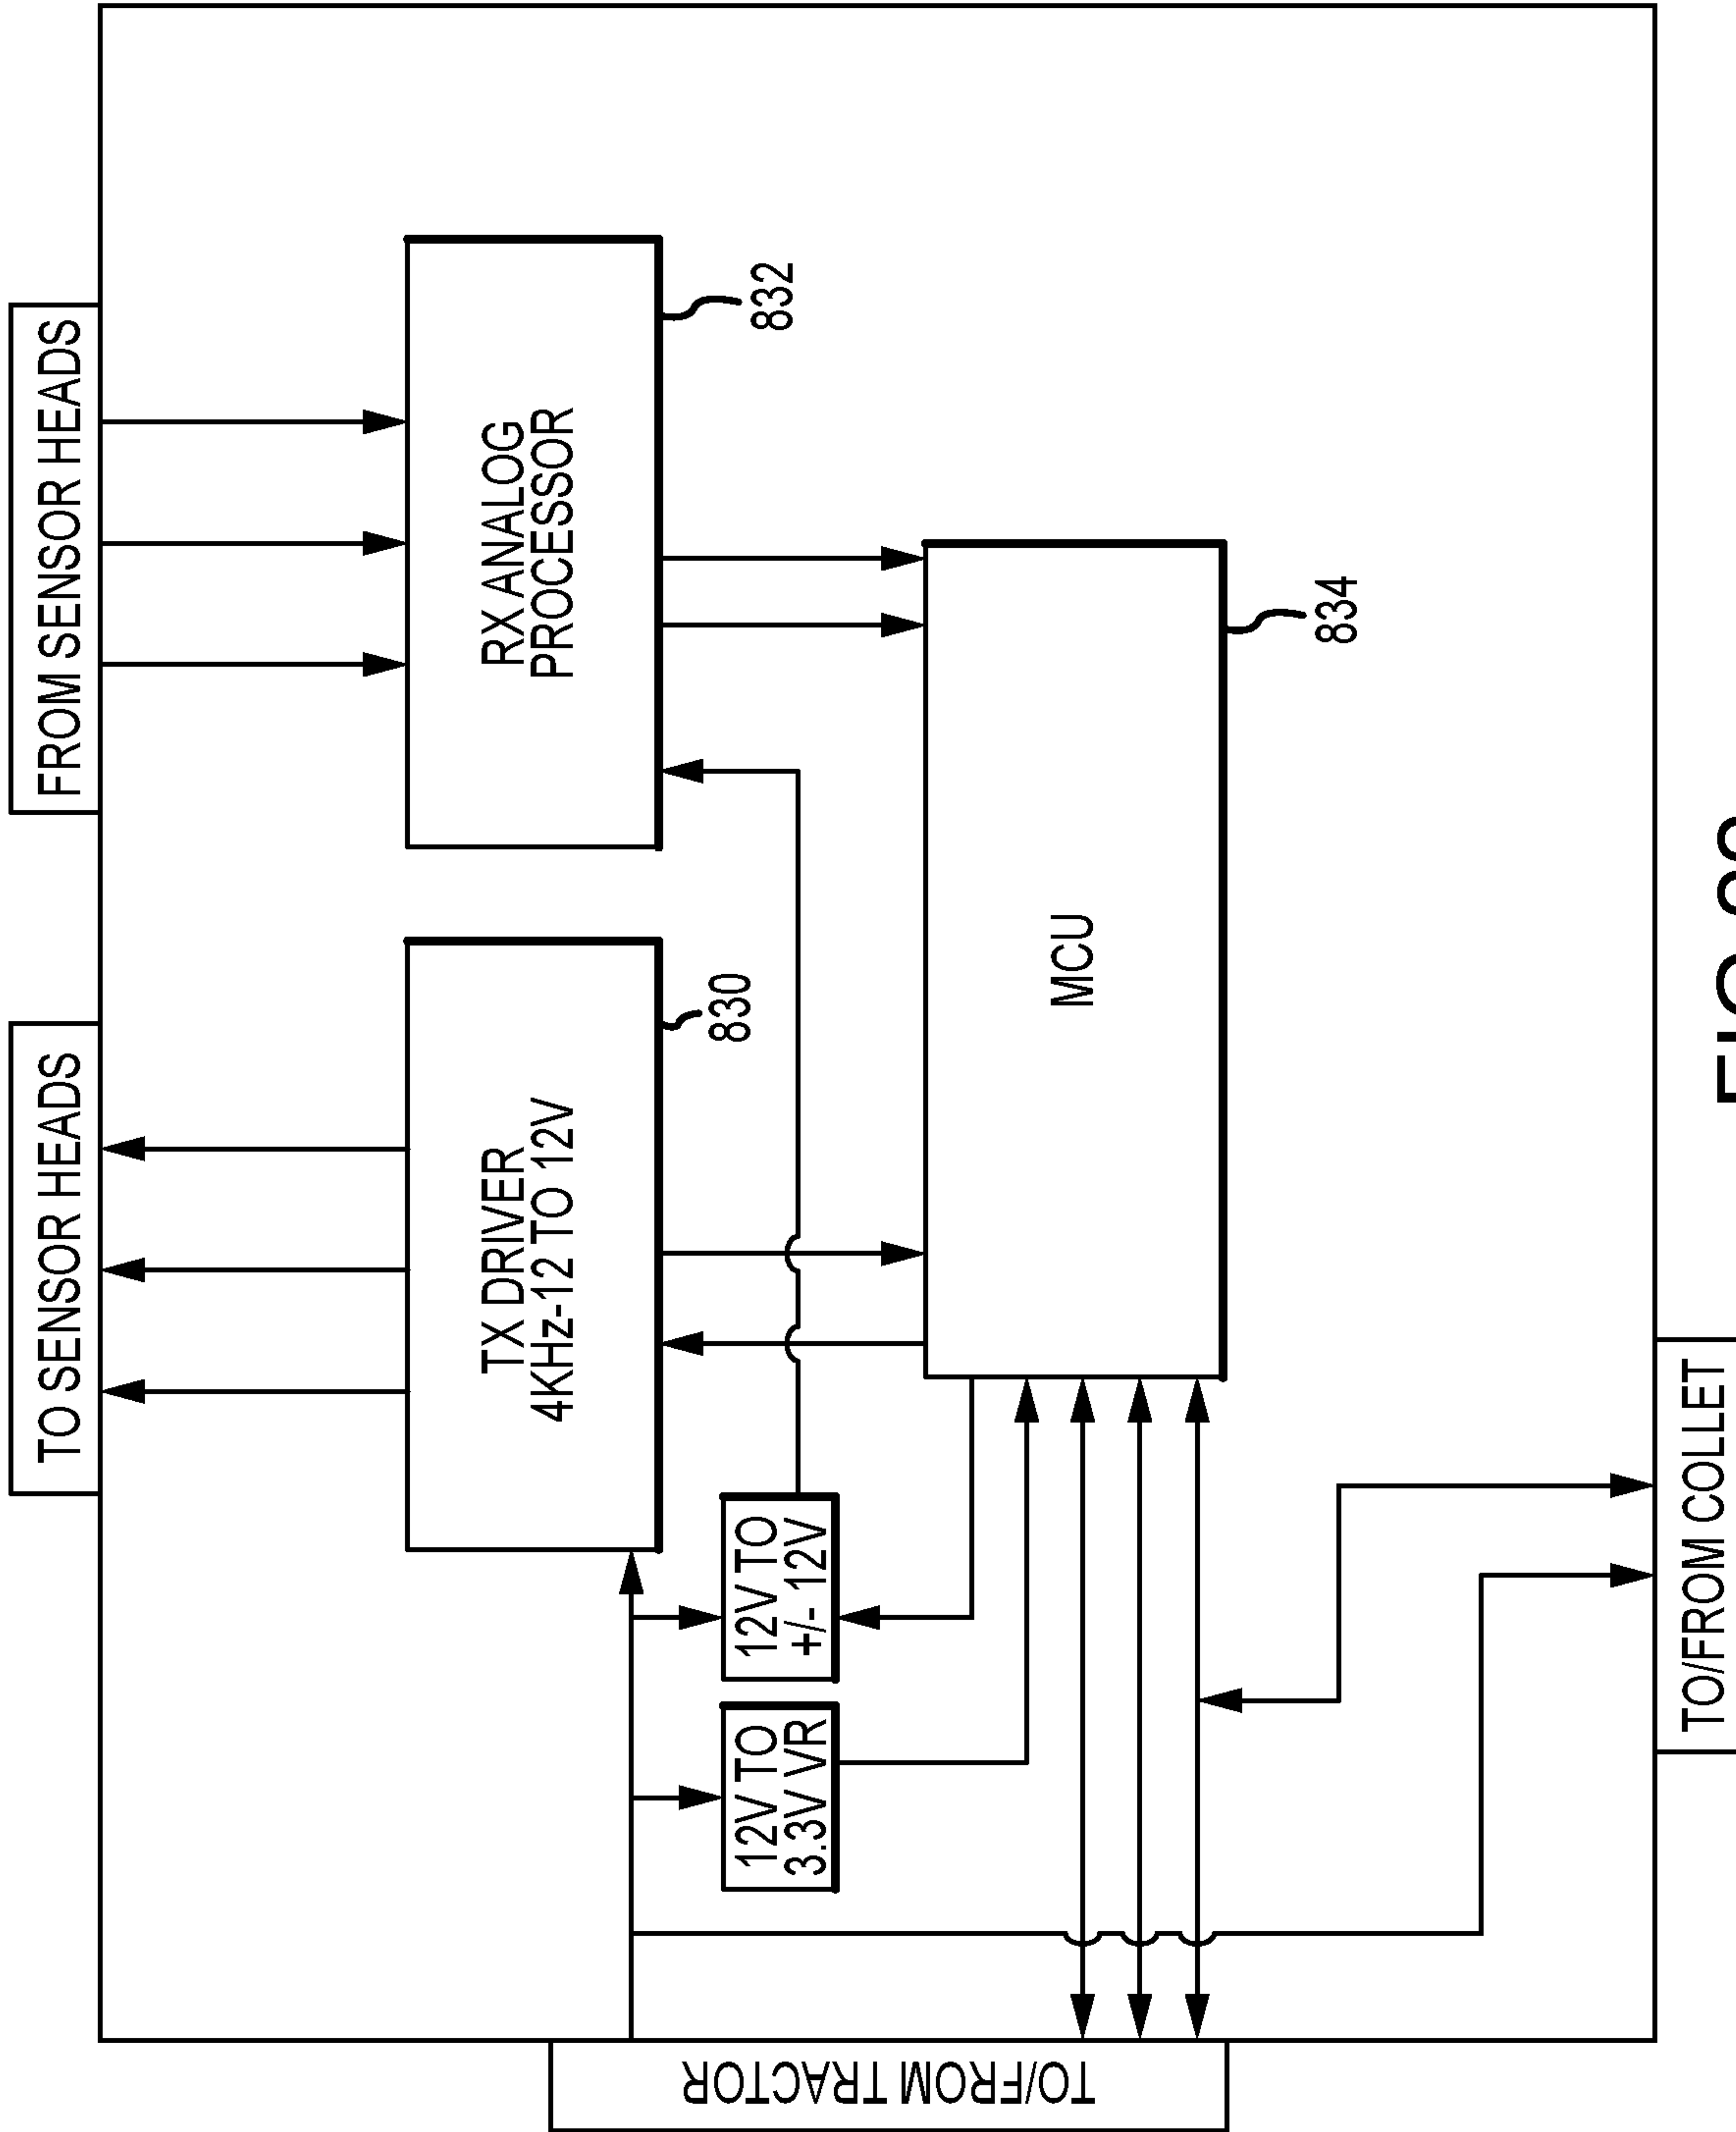 TO SENSOR HEADS
FROM SENSOR HEADS
TX DRIVER
4KHz-12 TO 12V
830
RX ANALOG
PROCESSOR
832
12V TO
3.3V VR
12V TO
+/- 12V
MCU
834
TO/FROM TRACTOR
TO/FROM COLLET